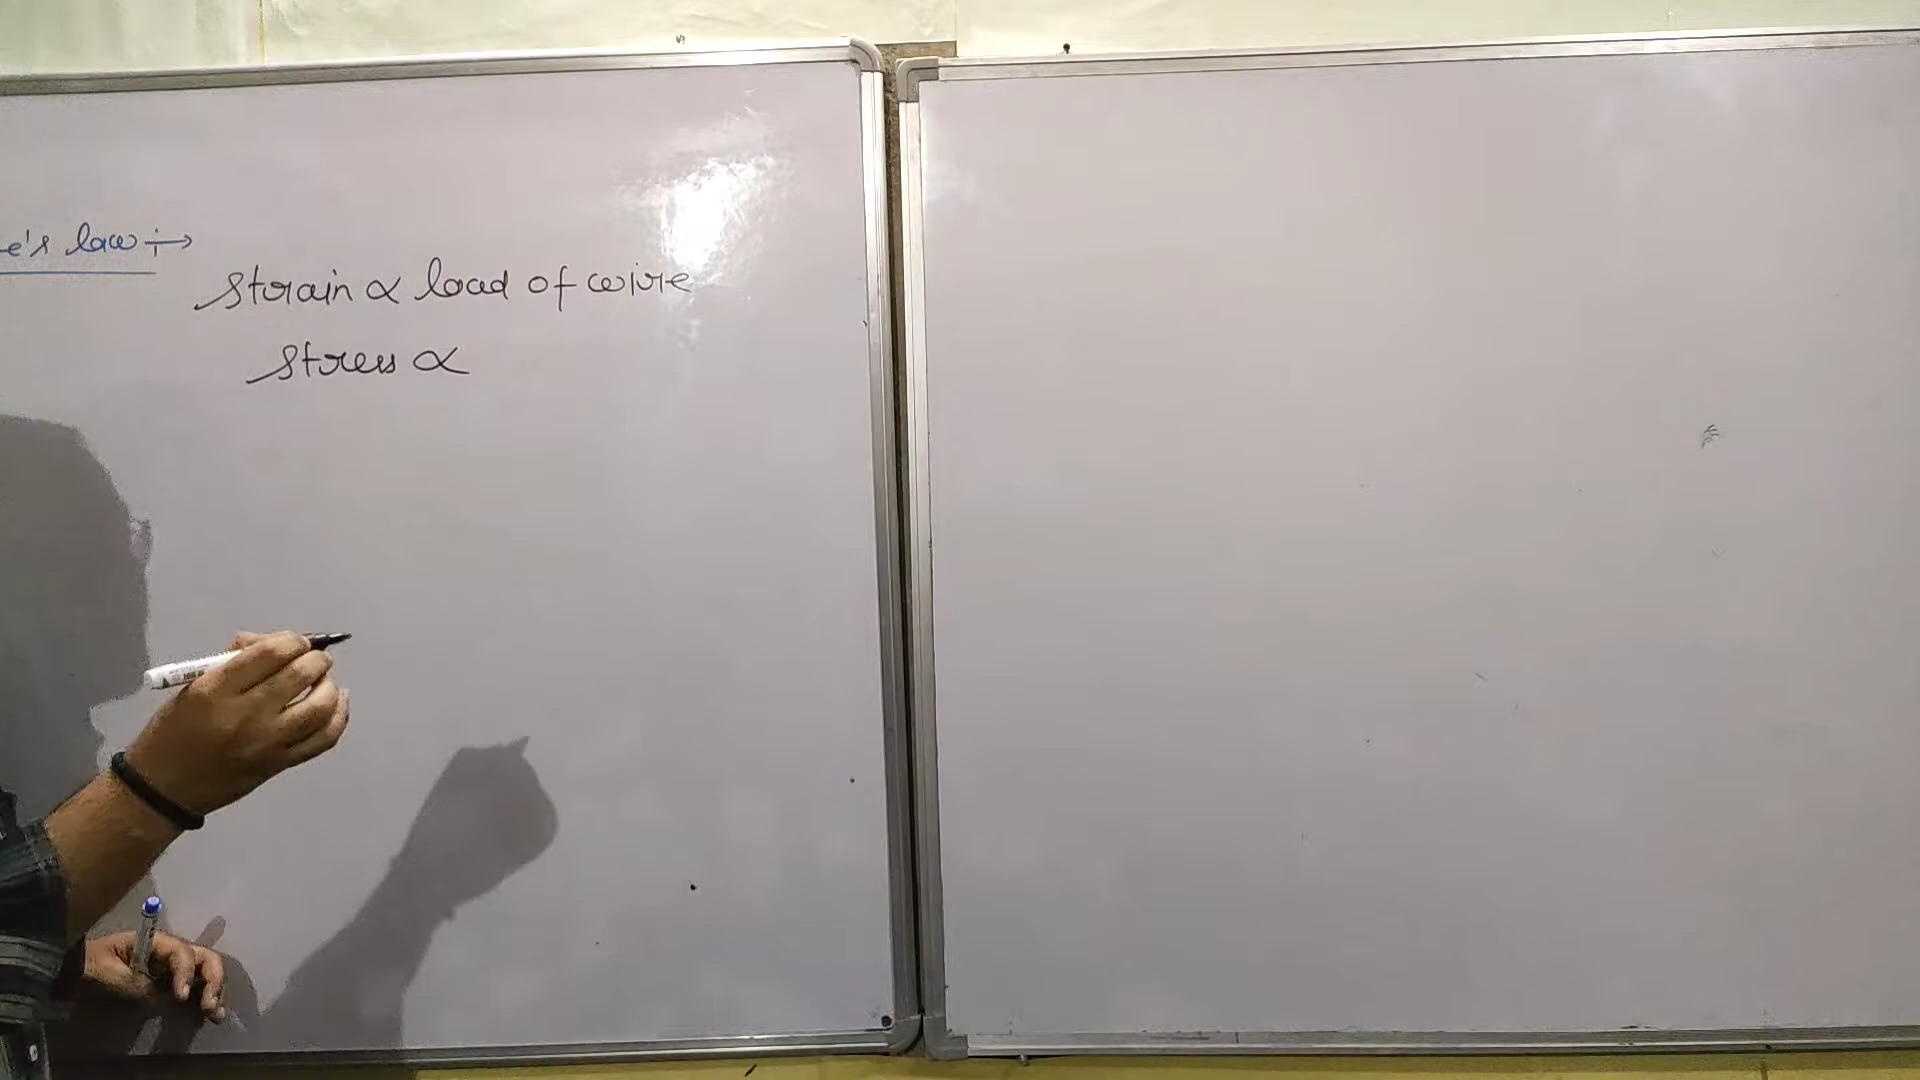 e's law ÷→
Strain ∝ load of wire
Stress ∝